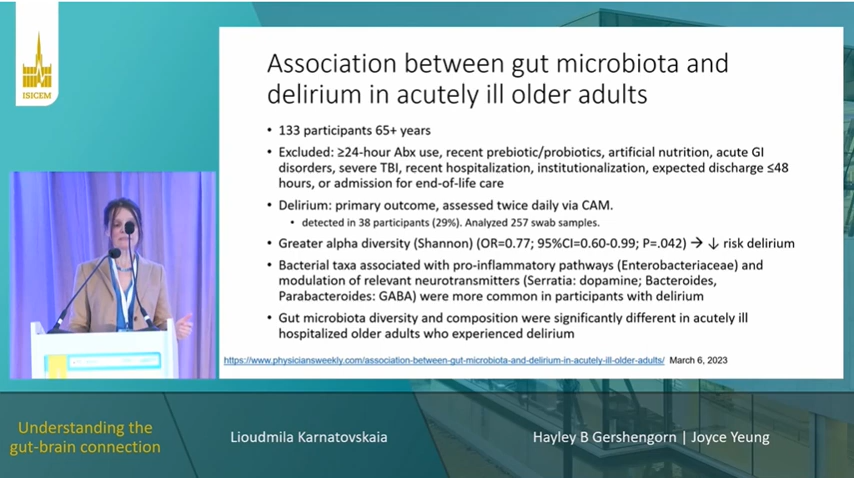 ISICEM
Association between gut microbiota and
delirium in acutely ill older adults
• 133 participants 65+ years
• Excluded: ≥24-hour Abx use, recent prebiotic/probiotics, artificial nutrition, acute GI
disorders, severe TBI, recent hospitalization, institutionalization, expected discharge ≤48
hours, or admission for end-of-life care
• Delirium: primary outcome, assessed twice daily via CAM.
• detected in 38 participants (29%). Analyzed 257 swab samples.
• Greater alpha diversity (Shannon) (OR=0.77; 95%CI=0.60-0.99; P=.042) → ↓ risk delirium
• Bacterial taxa associated with pro-inflammatory pathways (Enterobacteriaceae) and
modulation of relevant neurotransmitters (Serratia: dopamine; Bacteroides,
Parabacteroides: GABA) were more common in participants with delirium
• Gut microbiota diversity and composition were significantly different in acutely ill
hospitalized older adults who experienced delirium
https://www.physiciansweekly.com/association-between-gut-microbiota-and-delirium-in-acutely-ill-older-adults/ March 6, 2023
Understanding the
gut-brain connection
Lioudmila Karnatovskaia
Hayley B Gershengorn | Joyce Yeung